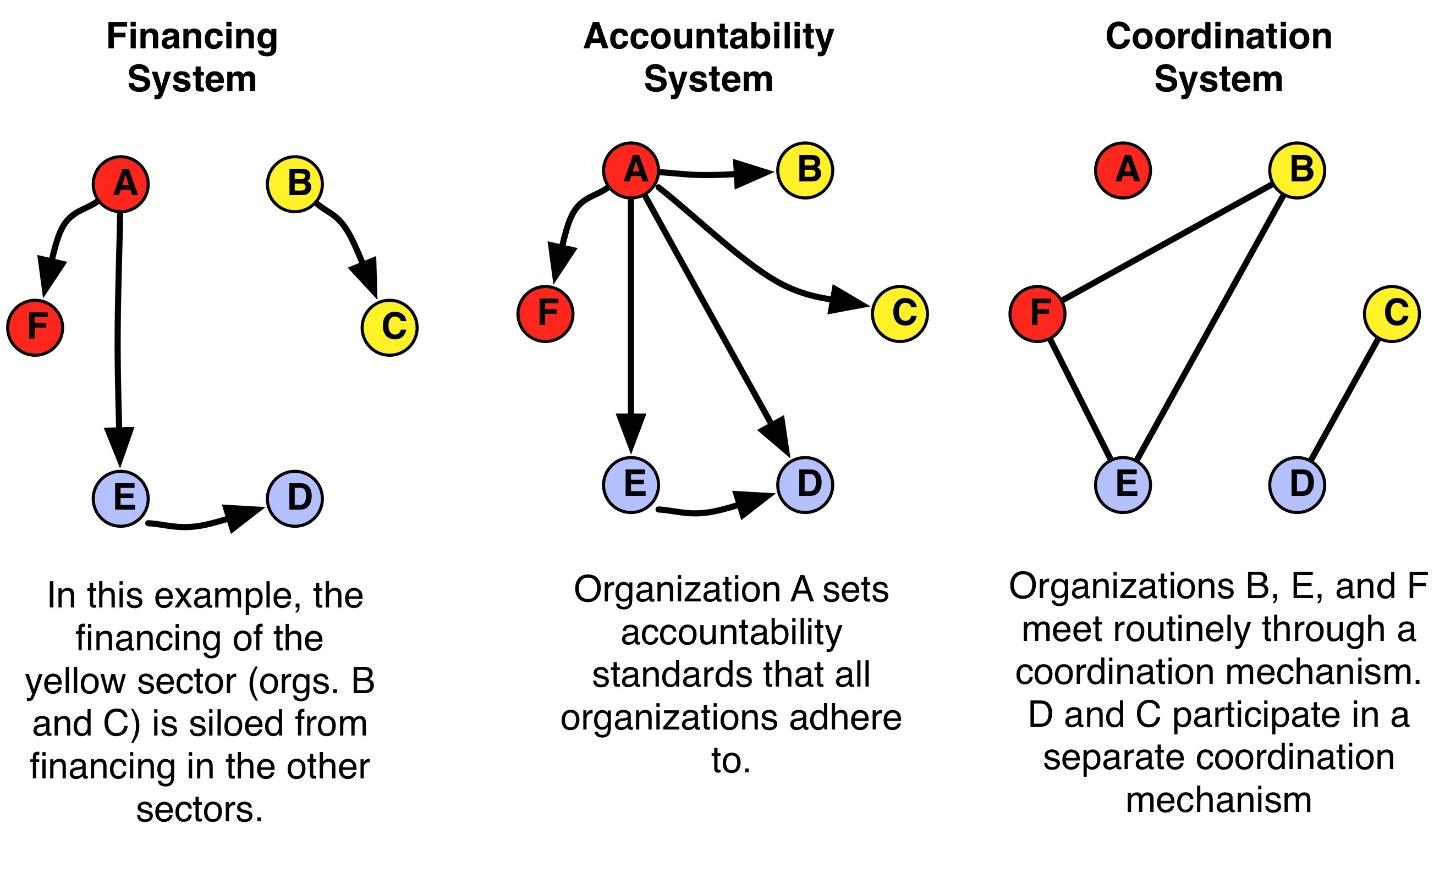 Financing
System
A
B
F
C
E
D
In this example, the
financing of the
yellow sector (orgs. B
and C) is siloed from
financing in the other
sectors.
Accountability
System
A
B
F
C
E
D
Organization A sets
accountability
standards that all
organizations adhere
to.
Coordination
System
A
B
F
C
E
D
Organizations B, E, and F
meet routinely through a
coordination mechanism.
D and C participate in a
separate coordination
mechanism